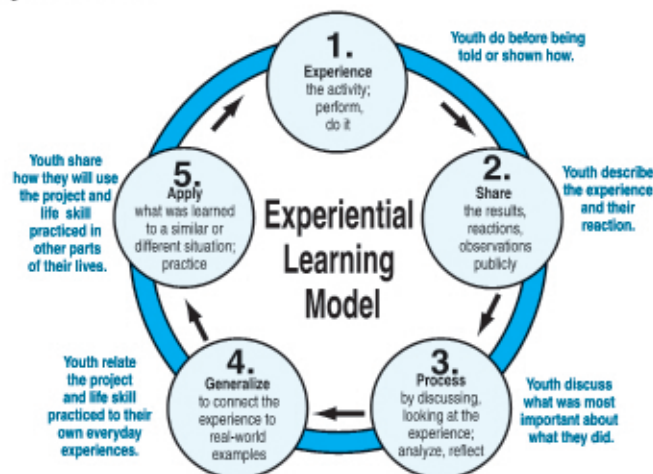 1.
Experience
the activity;
perform,
do it
Youth do before being
told or shown how.
2.
Share
the results,
reactions,
observations
publicly
Youth describe
the experience
and their
reaction.
3.
Process
by discussing,
looking at the
experience;
analyze, reflect
Youth discuss
what was most
important about
what they did.
4.
Generalize
to connect the
experience to
real-world
examples
Youth relate
the project
and life skill
practiced to their
own everyday
experiences.
5.
Apply
what was learned
to a similar or
different situation;
practice
Youth share
how they will use
the project and
life skill
practiced in
other parts
of their lives.
Experiential
Learning
Model